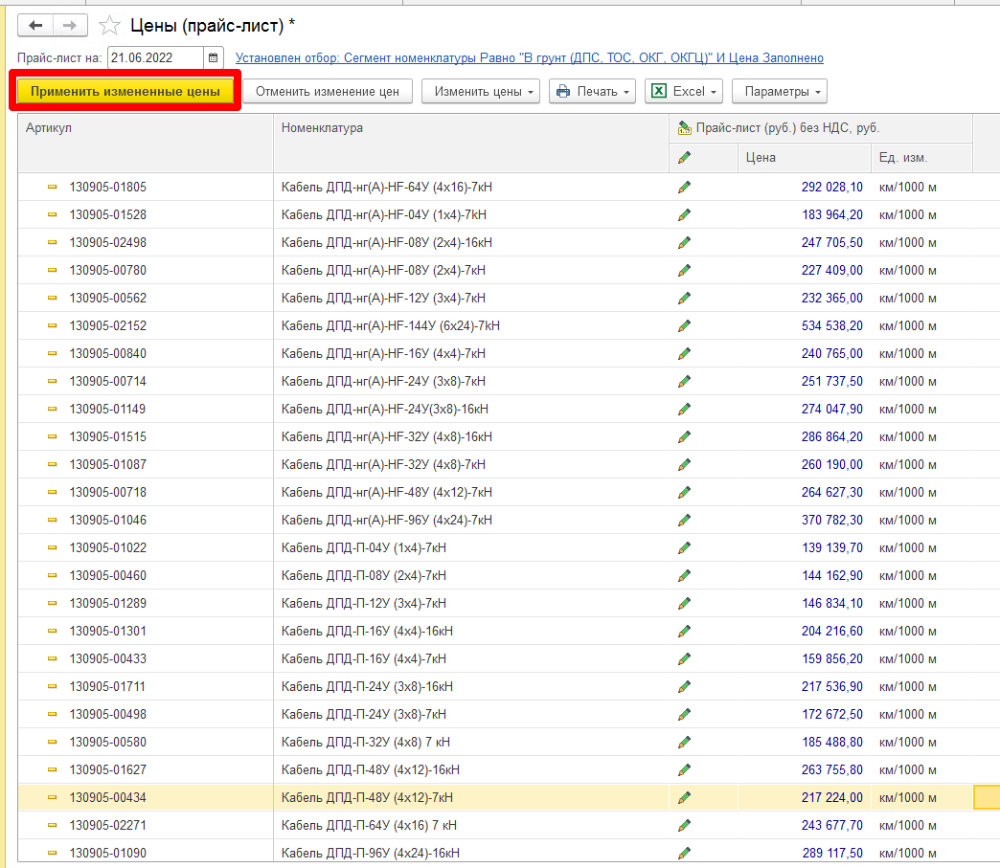 Цены (прайс-лист) *
Прайс-лист на: 21.06.2022 Установлен отбор: Сегмент номенклатуры Равно "В грунт (ДПС, ТОС, ОКГ, ОКГЦ)" И Цена Заполнено
Применить измененные цены Отменить изменение цен Изменить цены Печать Excel Параметры
Артикул Номенклатура Прайс-лист (руб.) без НДС, руб.
Цена Ед. изм.
130905-01805 Кабель ДПД-нг(А)-HF-64У (4х16)-7кН 292 028,10 км/1000 м
130905-01528 Кабель ДПД-нг(А)-HF-04У (1х4)-7kH 183 964,20 км/1000 м
130905-02498 Кабель ДПД-нг(А)-HF-08У (2х4)-16кН 247 705,50 км/1000 м
130905-00780 Кабель ДПД-нг(А)-HF-08У (2х4)-7кН 227 409,00 км/1000 м
130905-00562 Кабель ДПД-нг(А)-HF-12У (3х4)-7кН 232 365,00 км/1000 м
130905-02152 Кабель ДПД-нг(А)-HF-144У (6х24)-7kH 534 538,20 км/1000 м
130905-00840 Кабель ДПД-нг(А)-HF-16У (4х4)-7кН 240 765,00 км/1000 м
130905-00714 Кабель ДПД-нг(А)-HF-24У (3х8)-7кН 251 737,50 км/1000 м
130905-01149 Кабель ДПД-нг(А)-HF-24У(3х8)-16кН 274 047,90 км/1000 м
130905-01515 Кабель ДПД-нг(А)-HF-32У (4х8)-16кН 286 864,20 км/1000 м
130905-01087 Кабель ДПД-нг(А)-HF-32У (4х8)-7кН 260 190,00 км/1000 м
130905-00718 Кабель ДПД-нг(А)-HF-48У (4х12)-7кН 264 627,30 км/1000 м
130905-01046 Кабель ДПД-нг(А)-HF-96У (4х24)-7кН 370 782,30 км/1000 м
130905-01022 Кабель ДПД-П-04У (1х4)-7кН 139 139,70 км/1000 м
130905-00460 Кабель ДПД-П-08У (2х4)-7кН 144 162,90 км/1000 м
130905-01289 Кабель ДПД-П-12У (3х4)-7кН 146 834,10 км/1000 м
130905-01301 Кабель ДПД-П-16У (4х4)-16кН 204 216,60 км/1000 м
130905-00433 Кабель ДПД-П-16У (4х4)-7кН 159 856,20 км/1000 м
130905-01711 Кабель ДПД-П-24У (3х8)-16кН 217 536,90 км/1000 м
130905-00498 Кабель ДПД-П-24У (3х8)-7кН 172 672,50 км/1000 м
130905-00580 Кабель ДПД-П-32У (4х8) 7 кН 185 488,80 км/1000 м
130905-01627 Кабель ДПД-П-48У (4х12)-16кН 263 755,80 км/1000 м
130905-00434 Кабель ДПД-П-48У (4х12)-7кН 217 224,00 км/1000 м
130905-02271 Кабель ДПД-П-64У (4х16) 7 кН 243 677,70 км/1000 м
130905-01090 Кабель ДПД-П-96У (4х24)-16кН 289 117,50 км/1000 м